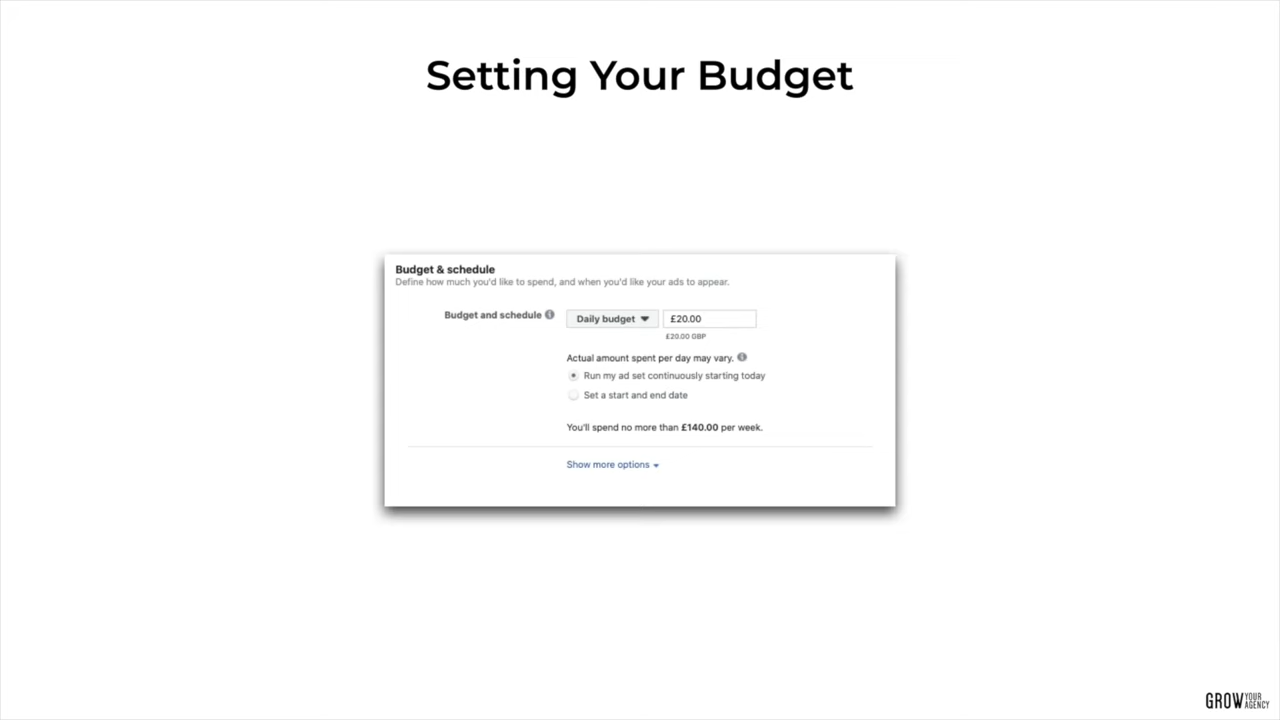 Setting Your Budget
Budget & schedule
Define how much you'd like to spend, and when you'd like your ads to appear.
Budget and schedule
Daily budget
£20.00
£20.00 GBP
Actual amount spent per day may vary.
Run my ad set continuously starting today
Set a start and end date
You'll spend no more than £140.00 per week.
Show more options
GROW YOUR AGENCY